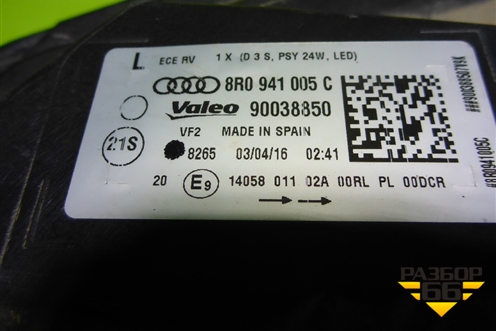 L ECE RV 1 X (D 3 S, PSY 24W, LED)
8R0 941 005 C
Valeo 90038850
VF2 MADE IN SPAIN
21S
8265 03/04/16 02:41
20 E9 14058 011 02A 00RL PL 00DCR
#8R0941005C
РАЗБОР
66